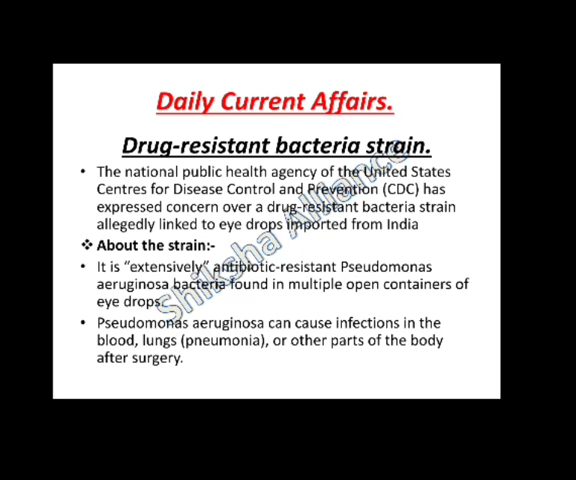 Daily Current Affairs.
Drug-resistant bacteria strain.
• The national public health agency of the United States
Centres for Disease Control and Prevention (CDC) has
expressed concern over a drug-resistant bacteria strain
allegedly linked to eye drops imported from India
❖ About the strain:-
• It is “extensively” antibiotic-resistant Pseudomonas
aeruginosa bacteria found in multiple open containers of
eye drops.
• Pseudomonas aeruginosa can cause infections in the
blood, lungs (pneumonia), or other parts of the body
after surgery.
Shiksha Alliance